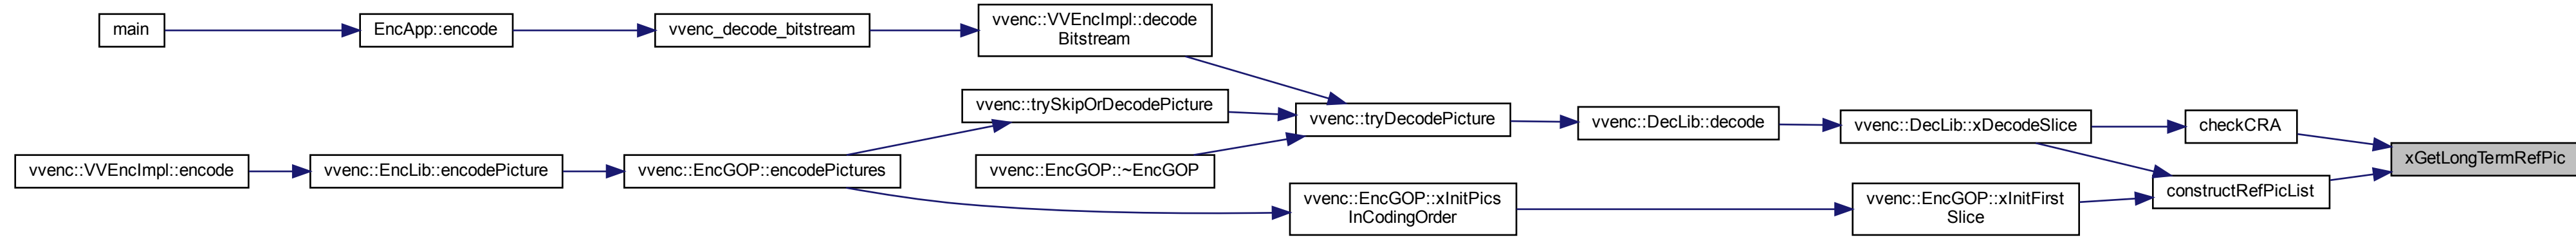 main
EncApp::encode
vvenc_decode_bitstream
vvenc::VVEncImpl::decode
Bitstream
vvenc::trySkipOrDecodePicture
vvenc::tryDecodePicture
vvenc::DecLib::decode
vvenc::DecLib::xDecodeSlice
checkCRA
xGetLongTermRefPic
vvenc::VVEncImpl::encode
vvenc::EncLib::encodePicture
vvenc::EncGOP::encodePictures
vvenc::EncGOP::~EncGOP
constructRefPicList
vvenc::EncGOP::xInitPics
InCodingOrder
vvenc::EncGOP::xInitFirst
Slice